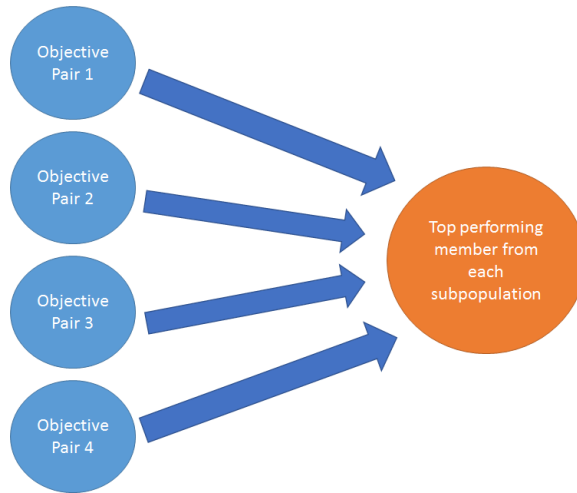 Objective
Pair 1
Objective
Pair 2
Objective
Pair 3
Objective
Pair 4
Top performing
member from
each
subpopulation